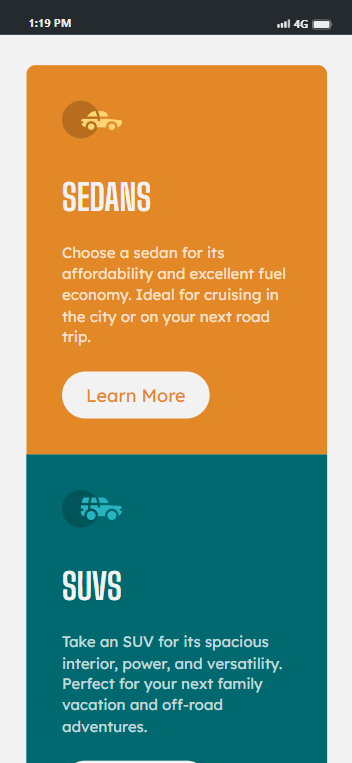 1:19 PM 4G
SEDANS
Choose a sedan for its
affordability and excellent fuel
economy. Ideal for cruising in
the city or on your next road
trip.
Learn More
SUVS
Take an SUV for its spacious
interior, power, and versatility.
Perfect for your next family
vacation and off-road
adventures.